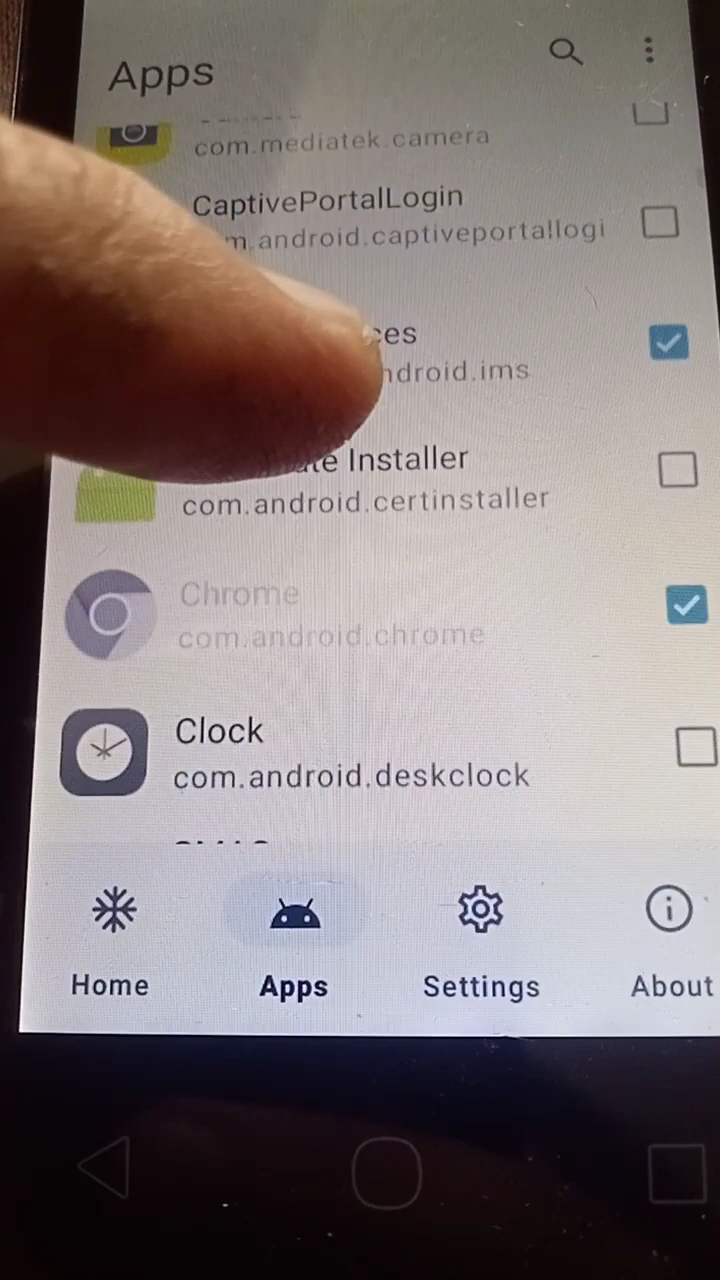 Apps
com.mediatek.camera
CaptivePortalLogin
m.android.captiveportallogi
ces
ndroid.ims
te Installer
com.android.certinstaller
Chrome
com.android.chrome
Clock
com.android.deskclock
Home
Apps
Settings
About